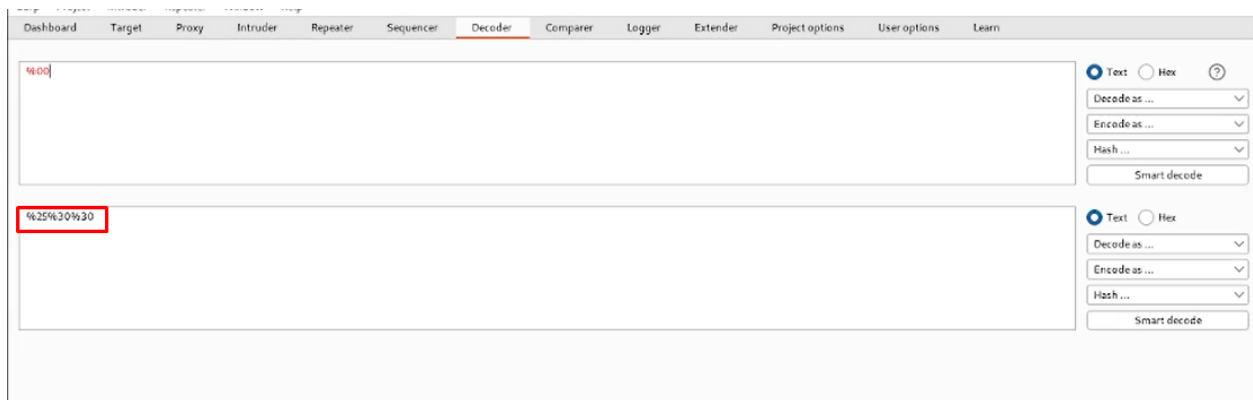 Dashboard Target Proxy Intruder Repeater Sequencer Decoder Comparer Logger Extender Project options User options Learn
%00
Text Hex ?
Decode as ...
Encode as ...
Hash ...
Smart decode
%25%30%30
Text Hex
Decode as ...
Encode as ...
Hash ...
Smart decode